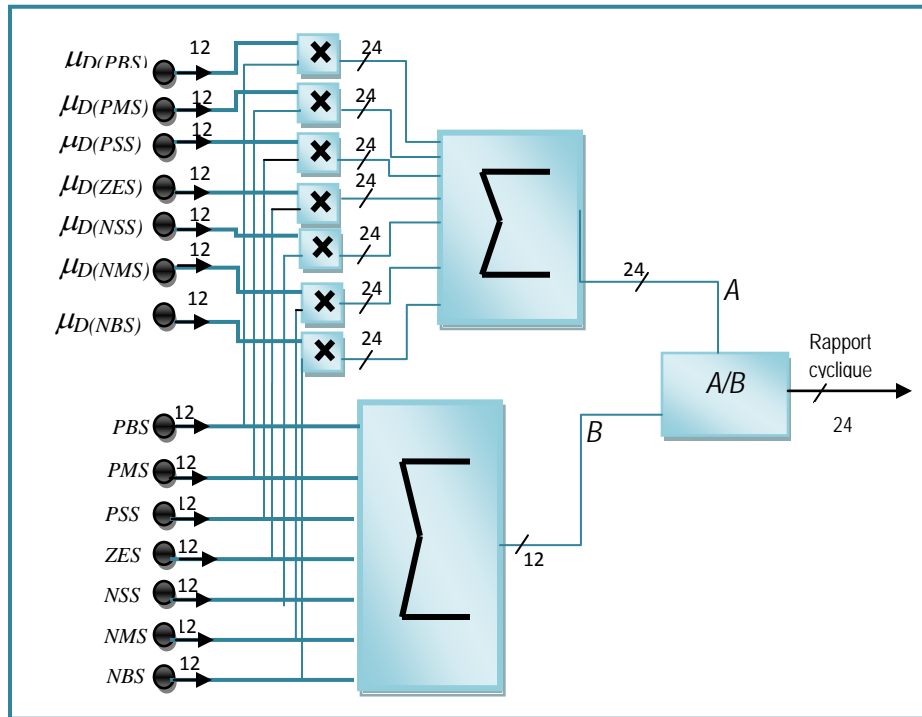 μD(PBS) 12 × 24
μD(PMS) 12 × 24
μD(PSS) 12 × 24
μD(ZES) 12 × 24
μD(NSS) 12 × 24
μD(NMS) 12 × 24
μD(NBS) 12 × 24
Σ
24 A
A/B
Rapport
cyclique
24
PBS 12
PMS 12
PSS 12
ZES 12
NSS 12
NMS 12
NBS 12
Σ
12
B